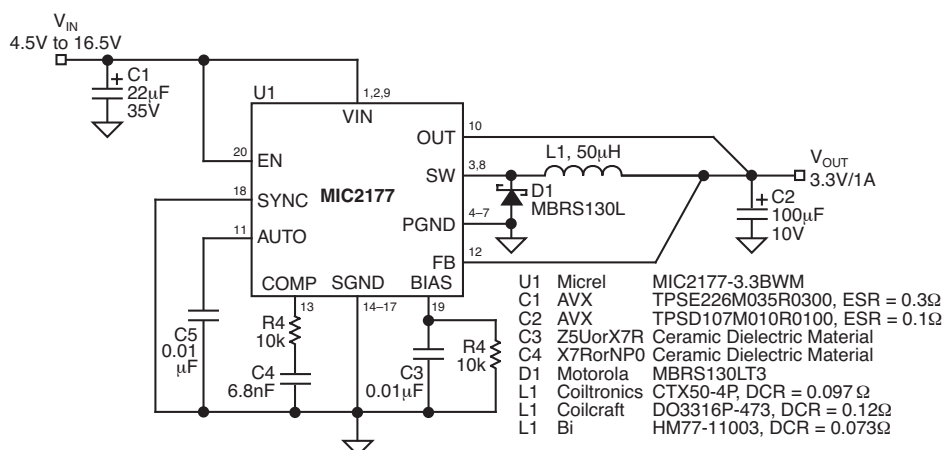 VIN
4.5V to 16.5V
C1
22μF
35V
U1
1,2,9
VIN
OUT
10
L1, 50μH
20
EN
SW
3,8
VOUT
3.3V/1A
18
SYNC
MIC2177
D1
MBRS130L
C2
100μF
10V
PGND
4–7
11
AUTO
FB
12
COMP
SGND
BIAS
13
14–17
19
R4
10k
C5
0.01
μF
C4
6.8nF
C3
0.01μF
R4
10k
U1 Micrel MIC2177-3.3BWM
C1 AVX TPSE226M035R0300, ESR = 0.3Ω
C2 AVX TPSD107M010R0100, ESR = 0.1Ω
C3 Z5UorX7R Ceramic Dielectric Material
C4 X7RorNP0 Ceramic Dielectric Material
D1 Motorola MBRS130LT3
L1 Coiltronics CTX50-4P, DCR = 0.097 Ω
L1 Coilcraft DO3316P-473, DCR = 0.12Ω
L1 Bi HM77-11003, DCR = 0.073Ω